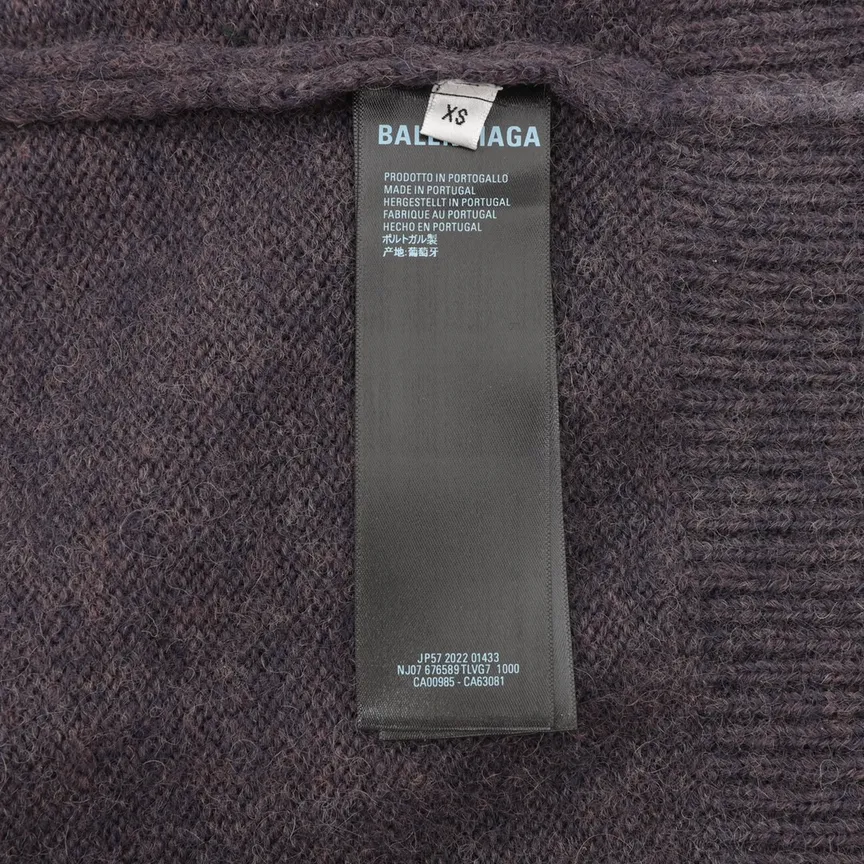 XS
BALENCIAGA
PRODOTTO IN PORTOGALLO
MADE IN PORTUGAL
HERGESTELLT IN PORTUGAL
FABRIQUE AU PORTUGAL
HECHO EN PORTUGAL
ポルトガル製
产地:葡萄牙
JP57 2022 01433
NJ07 676589 TLVG7 1000
CA00985 - CA63081